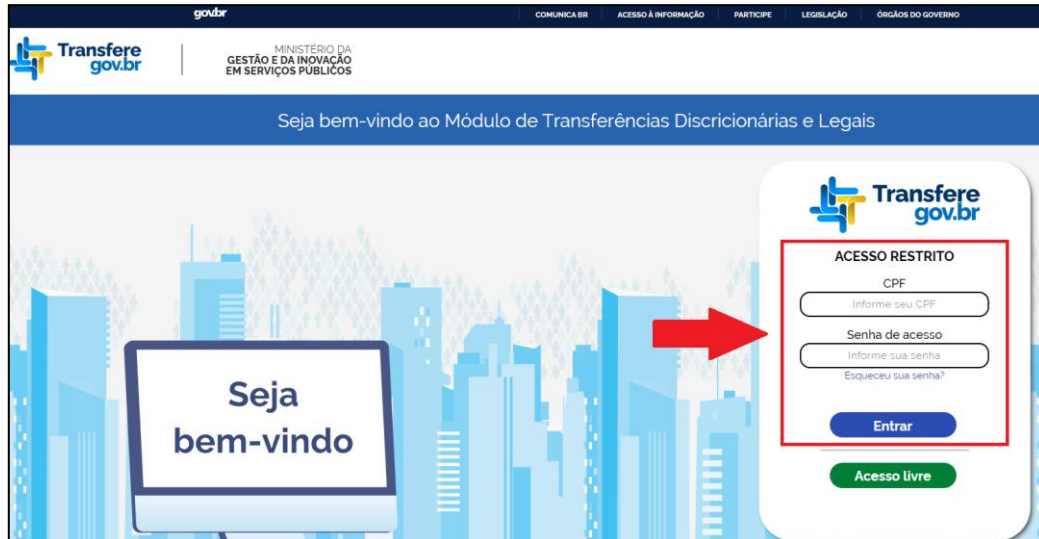 gov.br COMUNICA BR ACESSO À INFORMAÇÃO PARTICIPE LEGISLAÇÃO ÓRGÃOS DO GOVERNO
Transfere
gov.br
MINISTÉRIO DA
GESTÃO E DA INOVAÇÃO
EM SERVIÇOS PÚBLICOS
Seja bem-vindo ao Módulo de Transferências Discricionárias e Legais
Seja
bem-vindo
Transfere
gov.br
ACESSO RESTRITO
CPF
Informe seu CPF
Senha de acesso
Informe sua senha
Esqueceu sua senha?
Entrar
Acesso livre